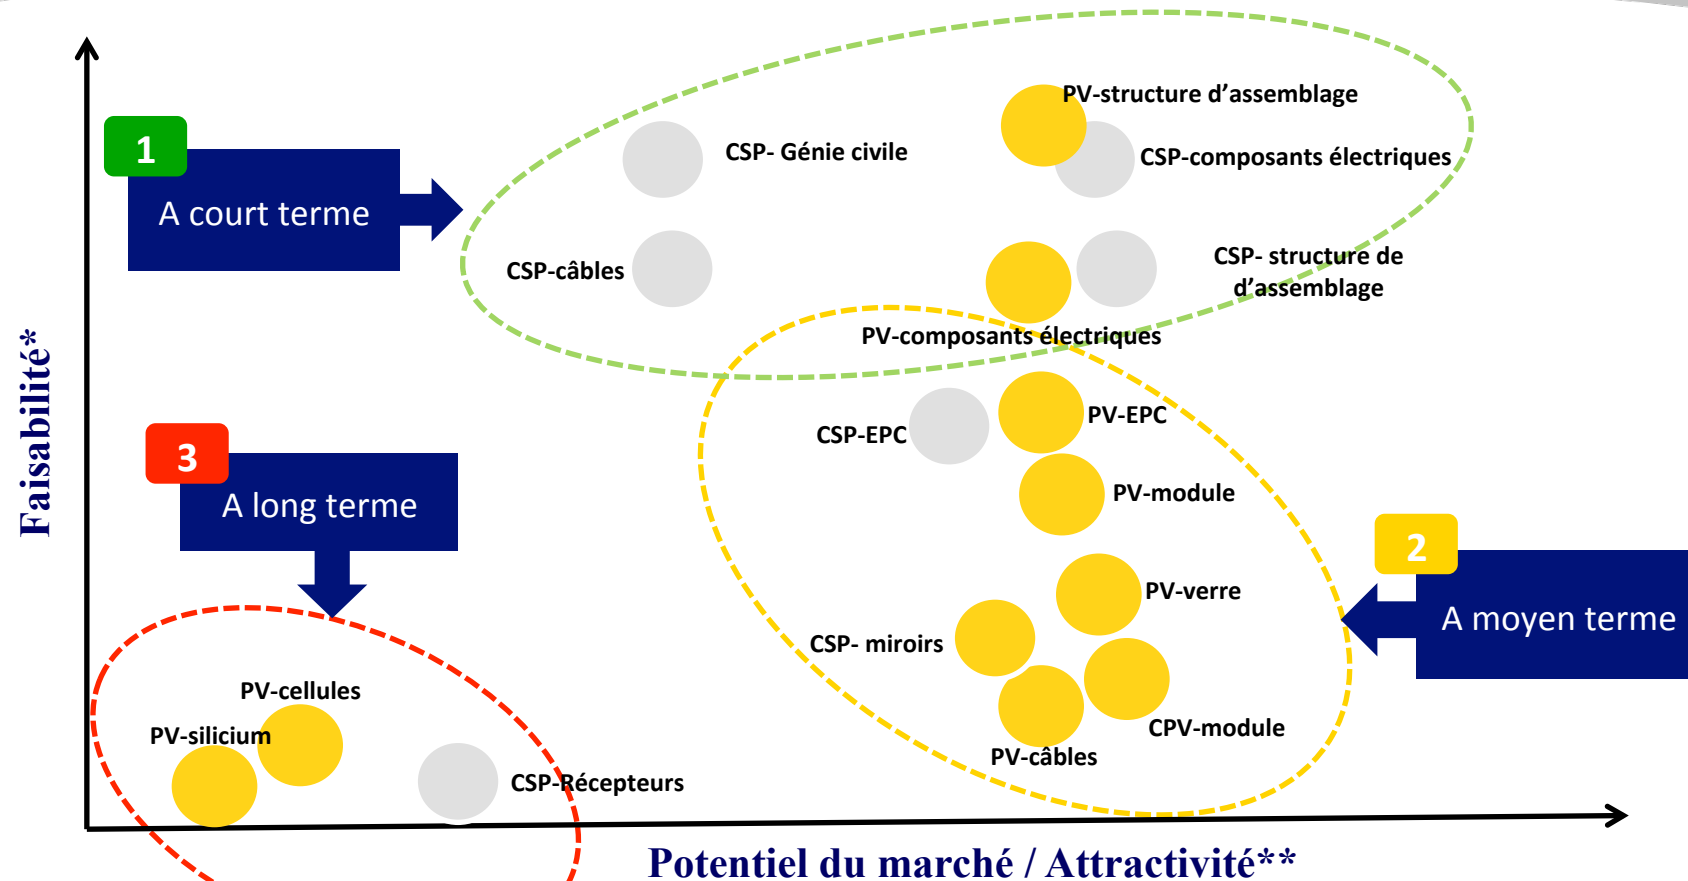 PV-structure d’assemblage
1
CSP- Génie civile
CSP-composants électriques
A court terme
CSP-câbles
CSP- structure de
d’assemblage
PV-composants électriques
Faisabilité*
PV-EPC
CSP-EPC
3
A long terme
PV-module
2
PV-verre
A moyen terme
CSP- miroirs
PV-cellules
PV-silicium
CPV-module
PV-câbles
CSP-Récepteurs
Potentiel du marché / Attractivité**